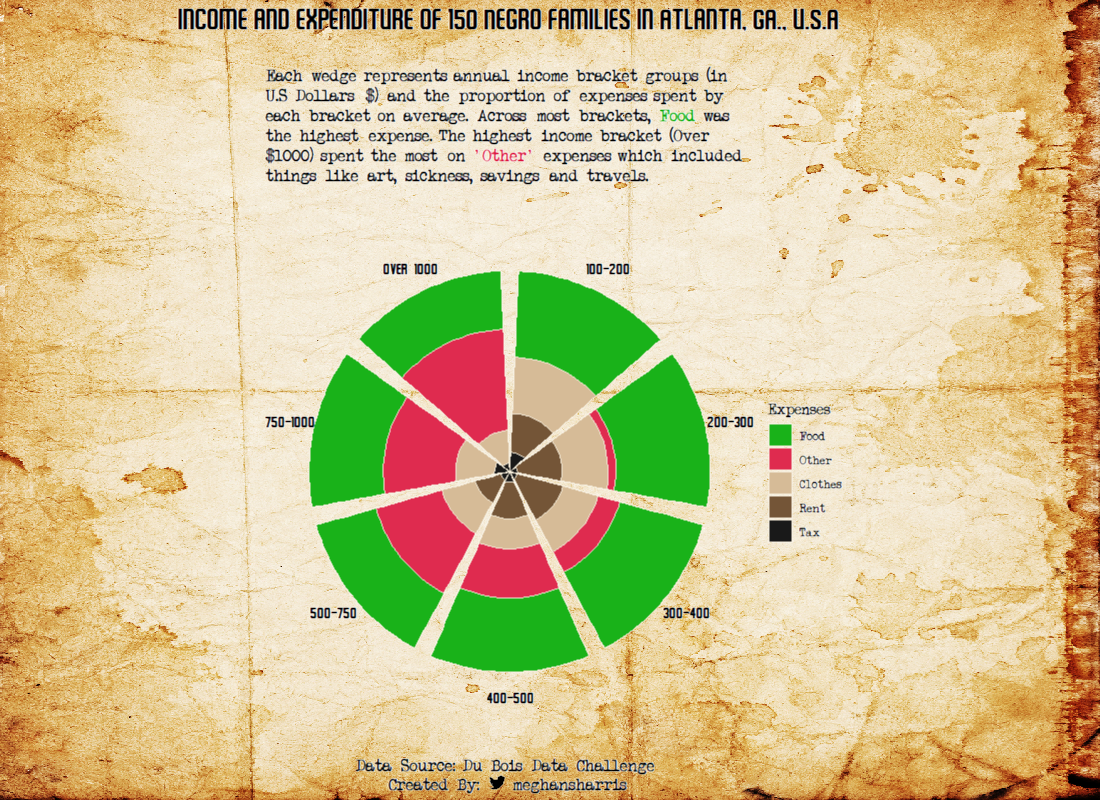 INCOME AND EXPENDITURE OF 150 NEGRO FAMILIES IN ATLANTA, GA., U.S.A
Each wedge represents annual income bracket groups (in
U.S Dollars $) and the proportion of expenses spent by
each bracket on average. Across most brackets, Food was
the highest expense. The highest income bracket (Over
$1000) spent the most on 'Other' expenses which included
things like art, sickness, savings and travels.
OVER 1000
100-200
750-1000
200-300
Expenses
Food
Other
Clothes
Rent
Tax
500-750
300-400
400-500
Data Source: Du Bois Data Challenge
Created By: meghansharris